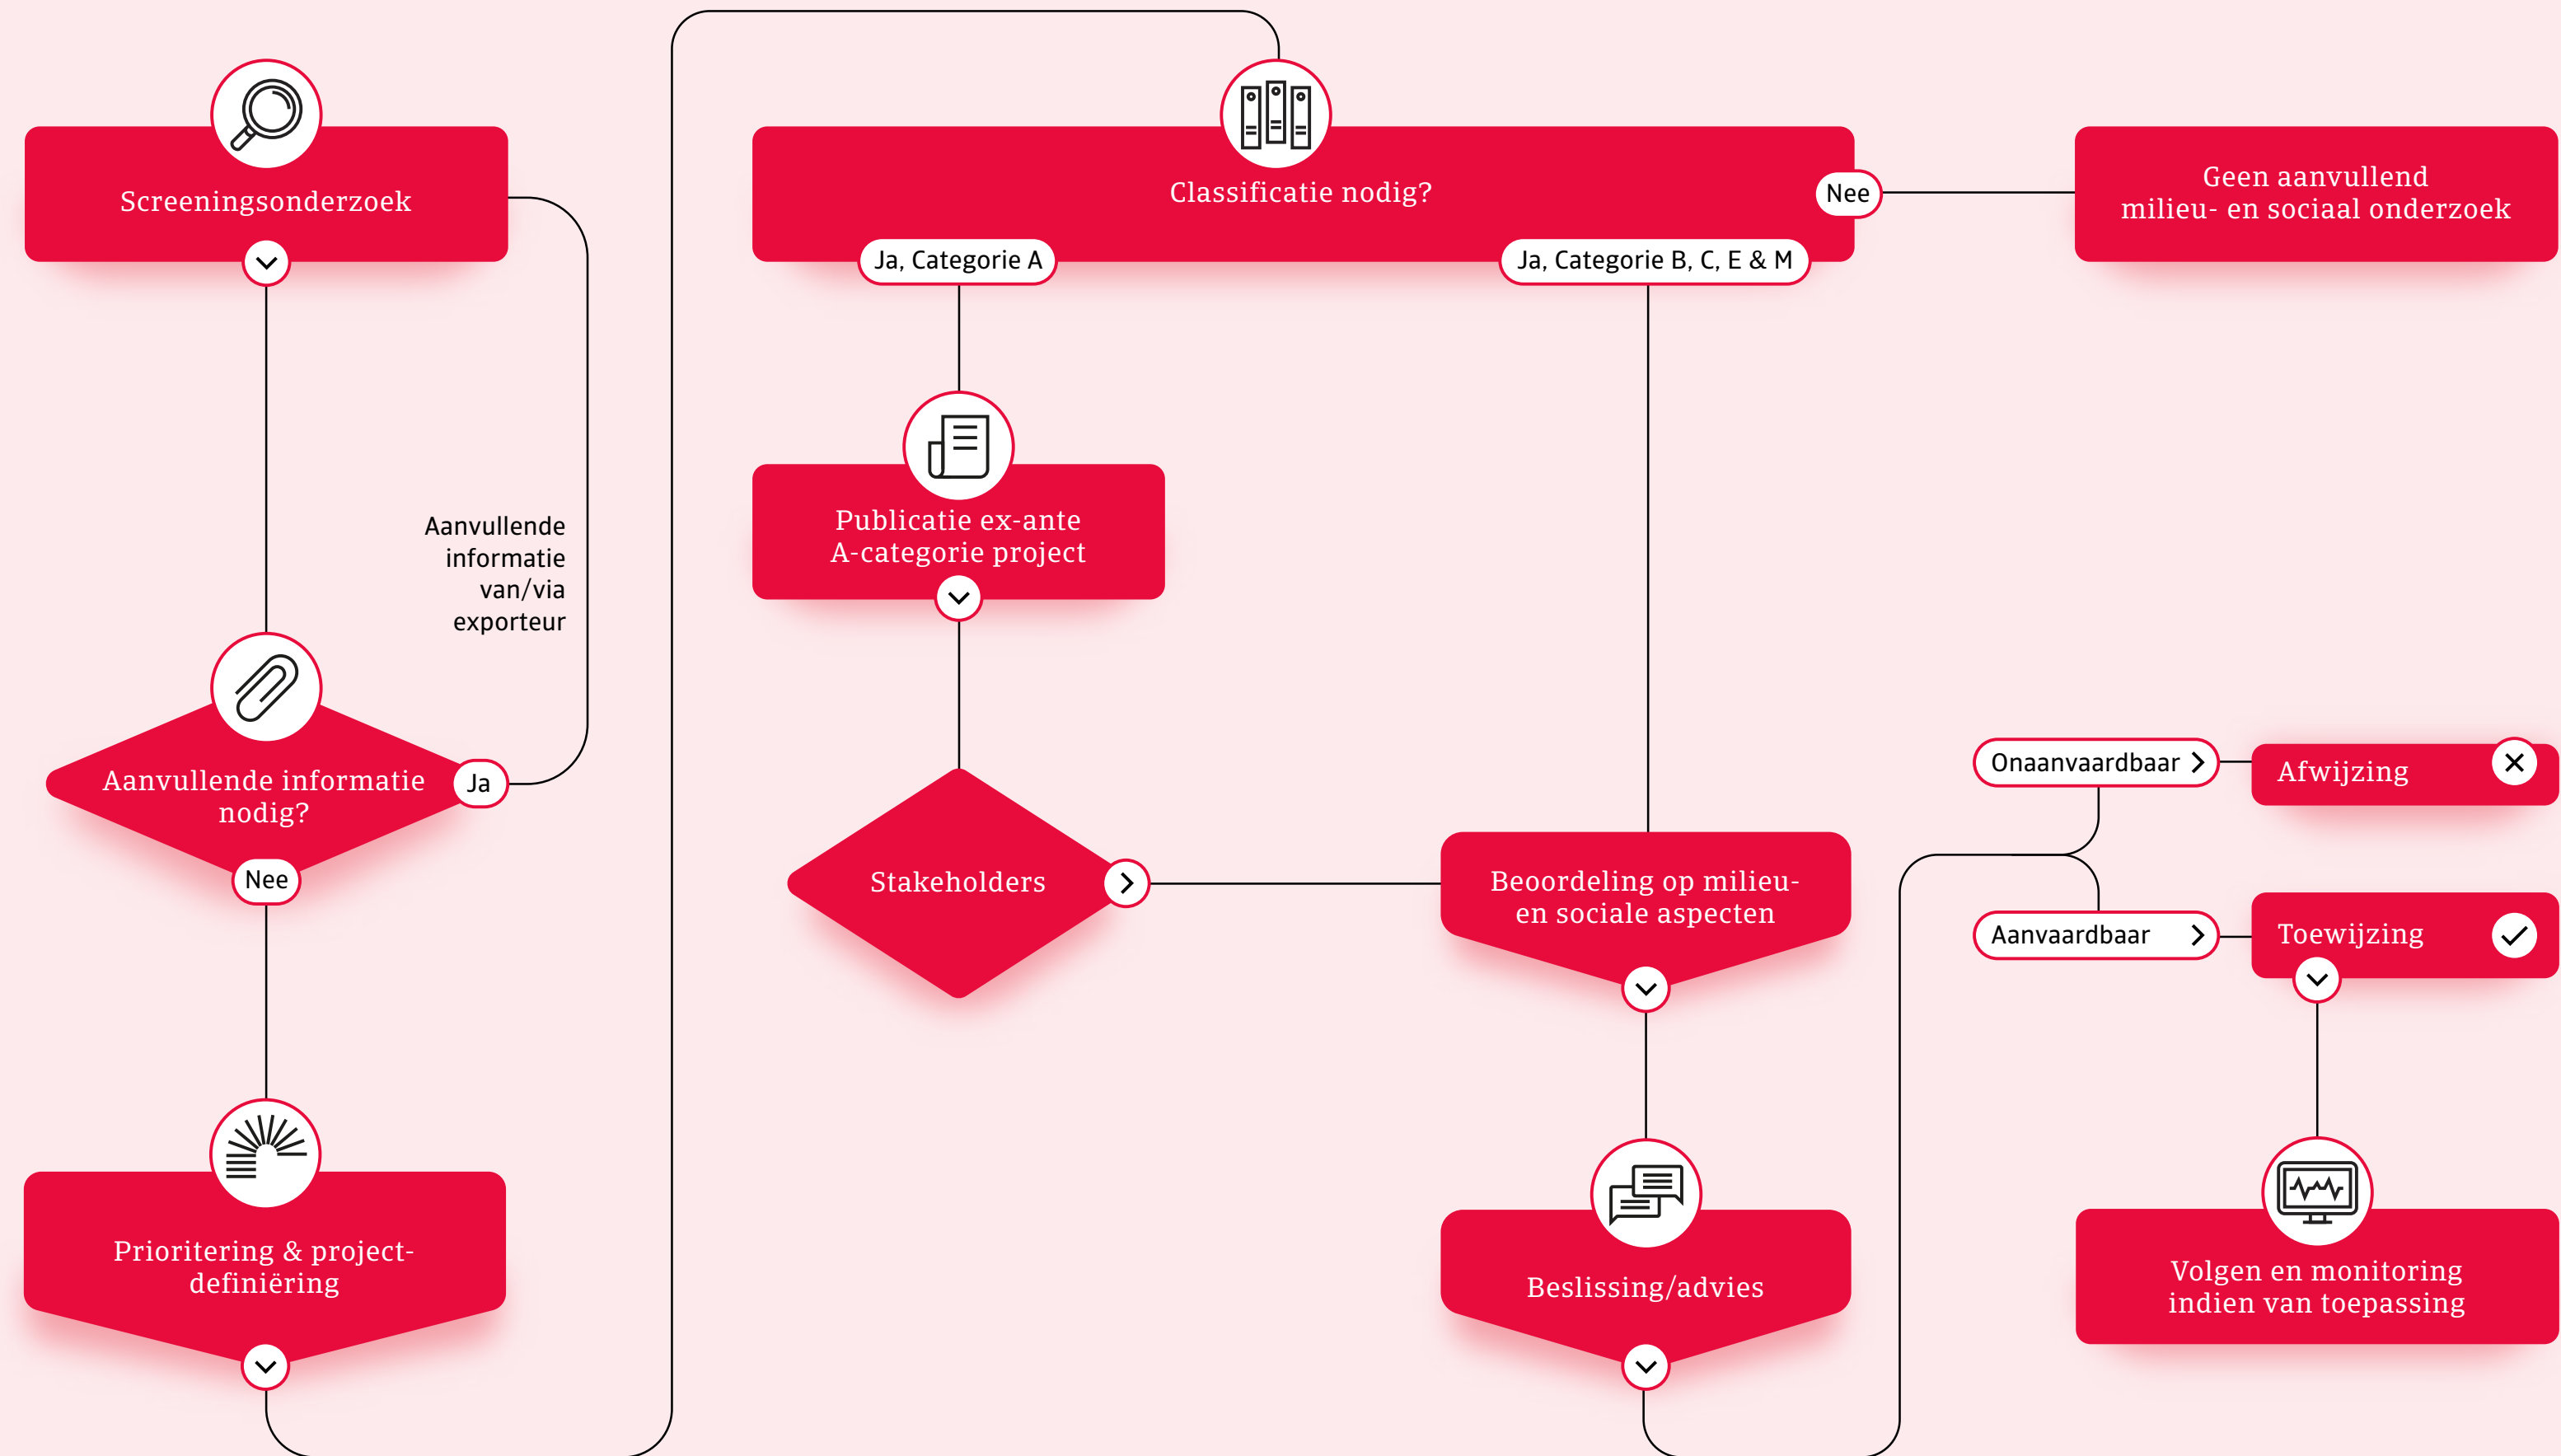 Screeningsonderzoek
Aanvullende
informatie
van/via
exporteur
Aanvullende informatie
nodig?
Ja
Nee
Prioritering & project-
definiëring
Classificatie nodig?
Nee
Geen aanvullend
milieu- en sociaal onderzoek
Ja, Categorie A
Ja, Categorie B, C, E & M
Publicatie ex-ante
A-categorie project
Stakeholders
Beoordeling op milieu-
en sociale aspecten
Beslissing/advies
Onaanvaardbaar
Afwijzing
Aanvaardbaar
Toewijzing
Volgen en monitoring
indien van toepassing